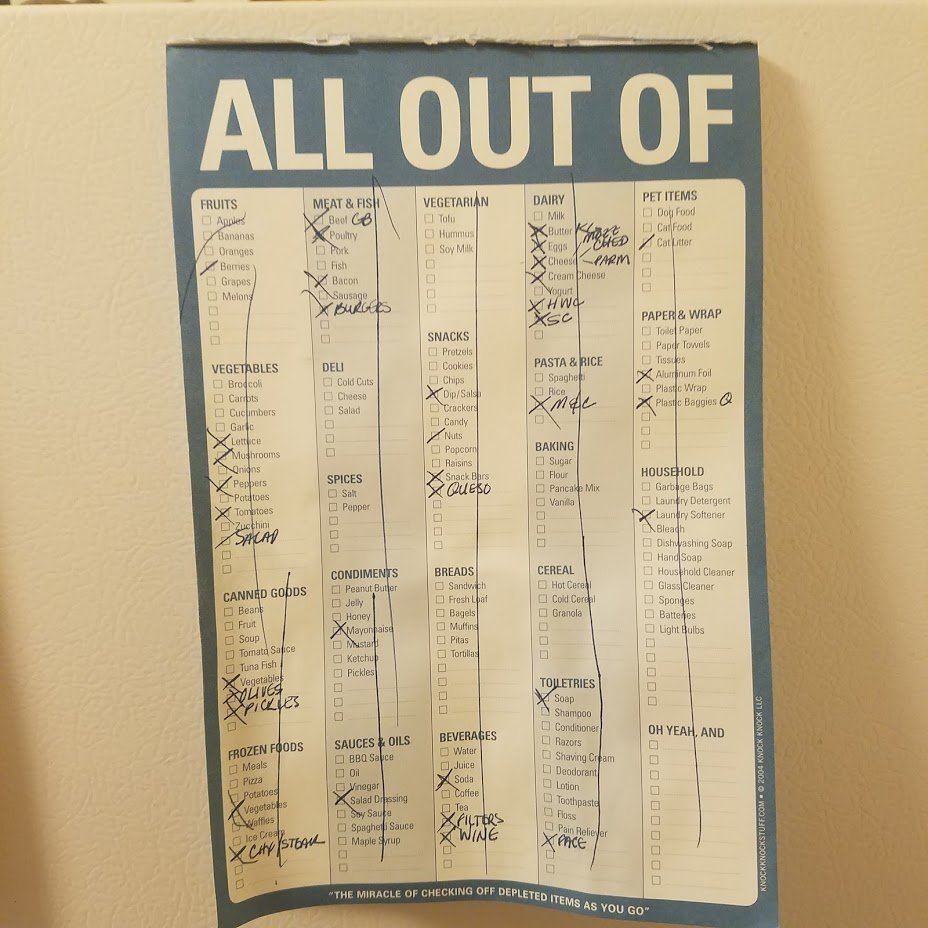 ALL OUT OF
FRUITS
Apples
Bananas
Oranges
Berries
Grapes
Melons
VEGETABLES
Broccoli
Carrots
Cucumbers
Garlic
Lettuce
Mushrooms
Onions
Peppers
Potatoes
Tomatoes
Zucchini
SALAD
CANNED GOODS
Beans
Fruit
Soup
Tomato Sauce
Tuna Fish
Vegetables
OLIVES
PICKLES
FROZEN FOODS
Meals
Pizza
Potatoes
Vegetables
Waffles
Ice Cream
/STEAK
MEAT & FISH
Beef GB
Poultry
Pork
Fish
Bacon
Sausage
BURGERS
DELI
Cold Cuts
Cheese
Salad
SPICES
Salt
Pepper
CONDIMENTS
Peanut Butter
Jelly
Honey
Mayonnaise
Mustard
Ketchup
Pickles
SAUCES & OILS
BBQ Sauce
Oil
Vinegar
Salad Dressing
Soy Sauce
Spaghetti Sauce
Maple Syrup
VEGETARIAN
Tofu
Hummus
Soy Milk
SNACKS
Pretzels
Cookies
Chips
Dip/Salsa
Crackers
Candy
Nuts
Popcorn
Raisins
Snack Bars
QUESO
BREADS
Sandwich
Fresh Loaf
Bagels
Muffins
Pitas
Tortillas
BEVERAGES
Water
Juice
Soda
Coffee
Tea
FILTERS
WINE
DAIRY
Milk
Butter
MOZZ
Eggs
CHED
Cheese - PARM
Cream Cheese
Yogurt
HWC
SC
PASTA & RICE
Spaghetti
Rice
M&C
BAKING
Sugar
Flour
Pancake Mix
Vanilla
CEREAL
Hot Cereal
Cold Cereal
Granola
TOILETRIES
Soap
Shampoo
Conditioner
Razors
Shaving Cream
Deodorant
Lotion
Toothpaste
Floss
Pain Reliever
FACE
PET ITEMS
Dog Food
Cat Food
Cat Litter
PAPER & WRAP
Toilet Paper
Paper Towels
Tissues
Aluminum Foil
Plastic Wrap
Plastic Baggies Q
HOUSEHOLD
Garbage Bags
Laundry Detergent
Laundry Softener
Bleach
Dishwashing Soap
Hand Soap
Household Cleaner
Glass Cleaner
Sponges
Batteries
Light Bulbs
OH YEAH, AND
KNOCKKNOCKSTUFF.COM • © 2004 KNOCK KNOCK LLC
"THE MIRACLE OF CHECKING OFF DEPLETED ITEMS AS YOU GO"